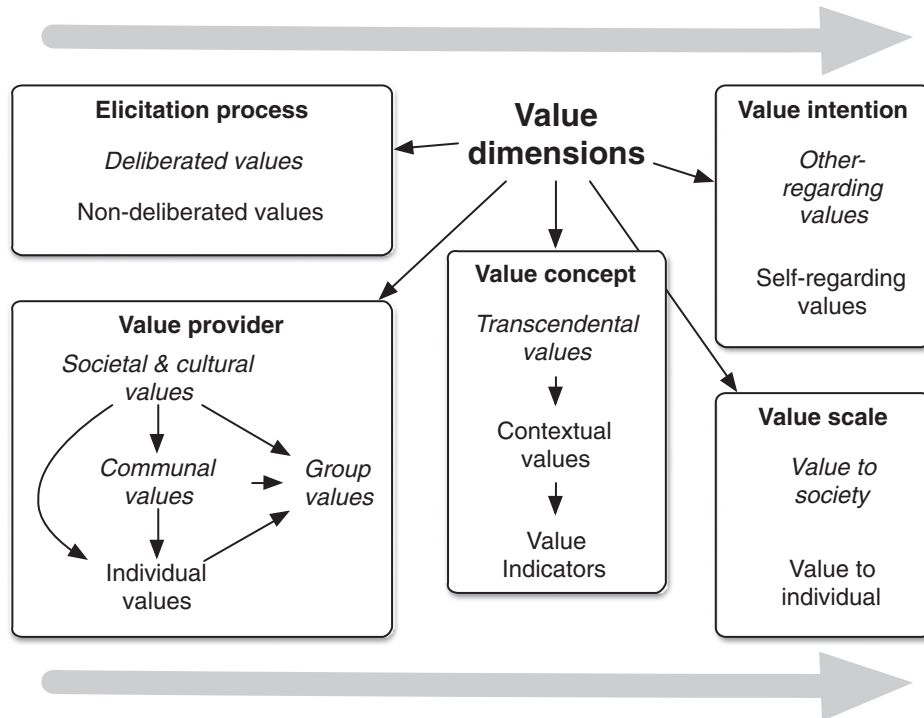 Elicitation process
Deliberated values
Non-deliberated values
Value
dimensions
Value intention
Other-
regarding
values
Self-regarding
values
Value provider
Societal & cultural
values
Communal
values
Group
values
Individual
values
Value concept
Transcendental
values
Contextual
values
Value
Indicators
Value scale
Value to
society
Value to
individual